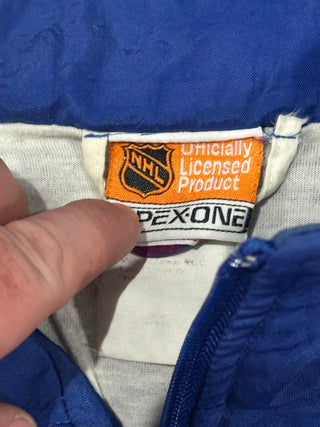 NHL
Officially
Licensed
Product
PEX-ONE